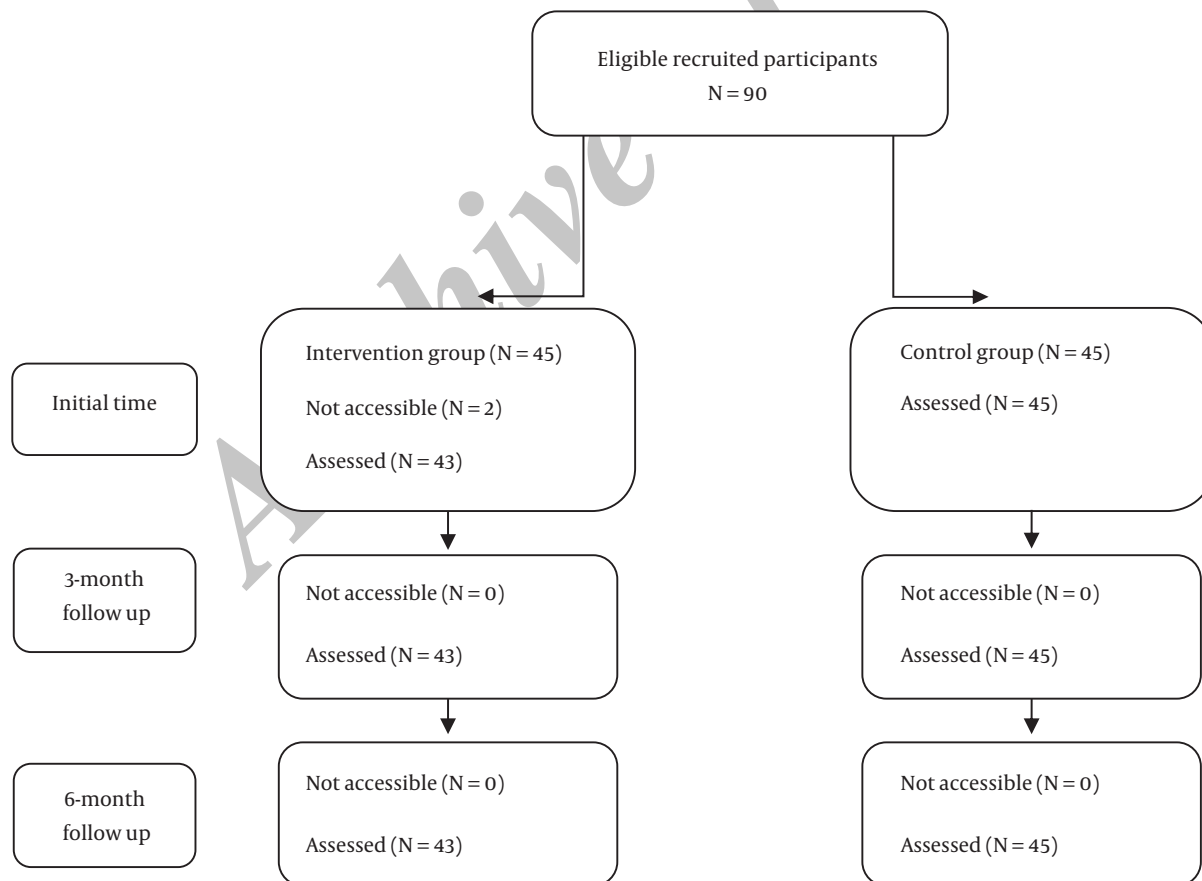 Eligible recruited participants
N = 90
Initial time
Intervention group (N = 45)
Not accessible (N = 2)
Assessed (N = 43)
Control group (N = 45)
Assessed (N = 45)
3-month
follow up
Not accessible (N = 0)
Assessed (N = 43)
Not accessible (N = 0)
Assessed (N = 45)
6-month
follow up
Not accessible (N = 0)
Assessed (N = 43)
Not accessible (N = 0)
Assessed (N = 45)